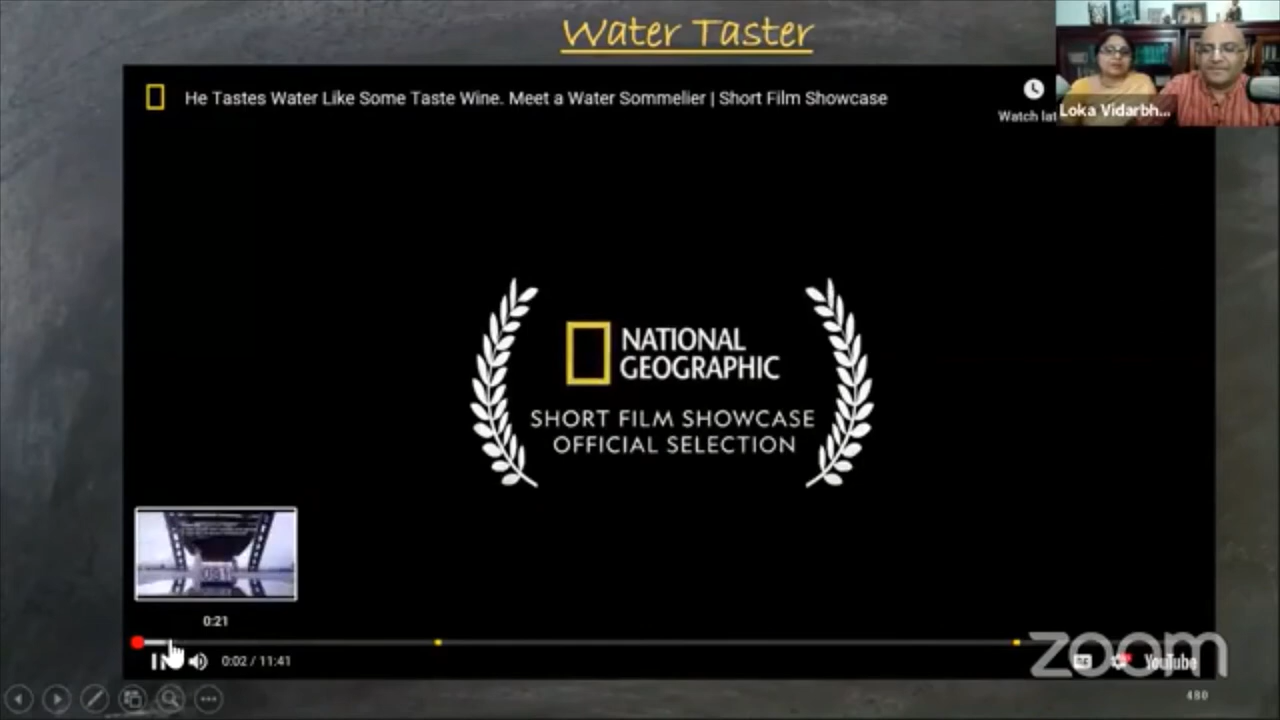 Water Taster
He Tastes Water Like Some Taste Wine. Meet a Water Sommelier | Short Film Showcase
Watch lat
Loka Vidarbh...
NATIONAL
GEOGRAPHIC
SHORT FILM SHOWCASE
OFFICIAL SELECTION
0:21
0:02 / 11:41
zoom
YouTube
480